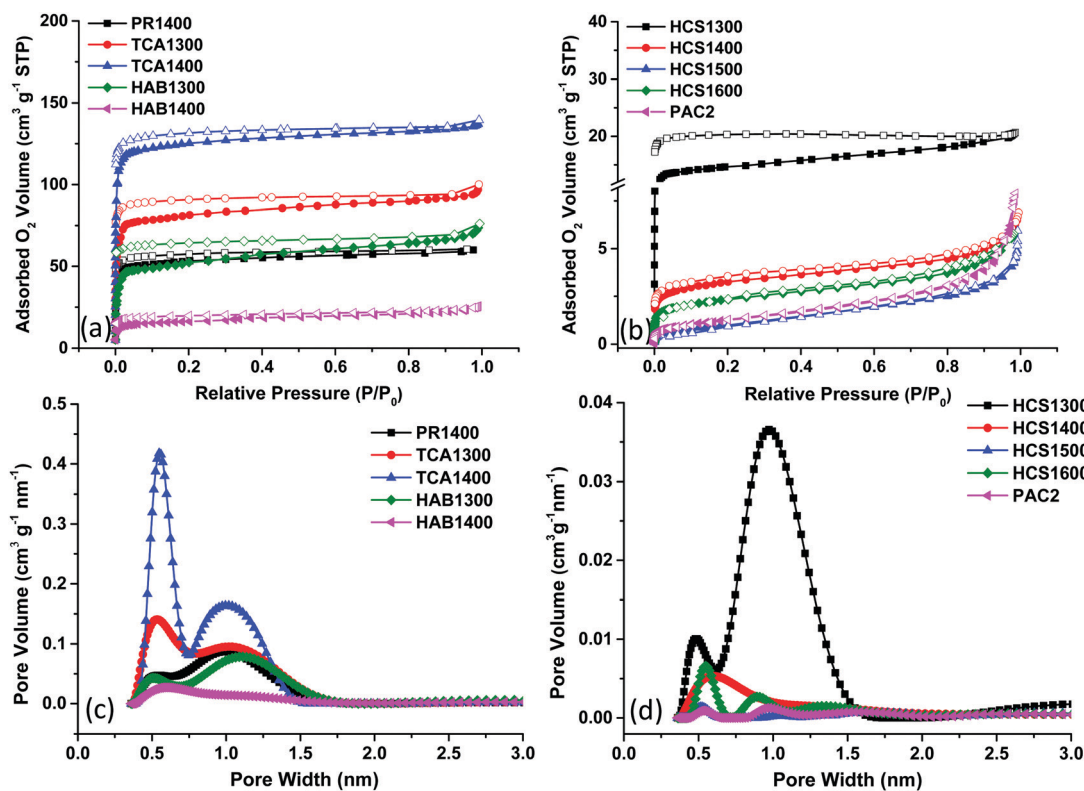 PR1400
TCA1300
TCA1400
HAB1300
HAB1400
Adsorbed O₂ Volume (cm³ g⁻¹ STP)
200
150
100
50
0
(a)
0.0 0.2 0.4 0.6 0.8 1.0
Relative Pressure (P/P₀)
HCS1300
HCS1400
HCS1500
HCS1600
PAC2
Adsorbed O₂ Volume (cm³ g⁻¹ STP)
40
30
20
5
0
(b)
0.0 0.2 0.4 0.6 0.8 1.0
Relative Pressure (P/P₀)
PR1400
TCA1300
TCA1400
HAB1300
HAB1400
Pore Volume (cm³ g⁻¹ nm⁻¹)
0.5
0.4
0.3
0.2
0.1
0.0
(c)
0.0 0.5 1.0 1.5 2.0 2.5 3.0
Pore Width (nm)
HCS1300
HCS1400
HCS1500
HCS1600
PAC2
Pore Volume (cm³g⁻¹nm⁻¹)
0.04
0.03
0.02
0.01
0.00
(d)
0.0 0.5 1.0 1.5 2.0 2.5 3.0
Pore Width (nm)